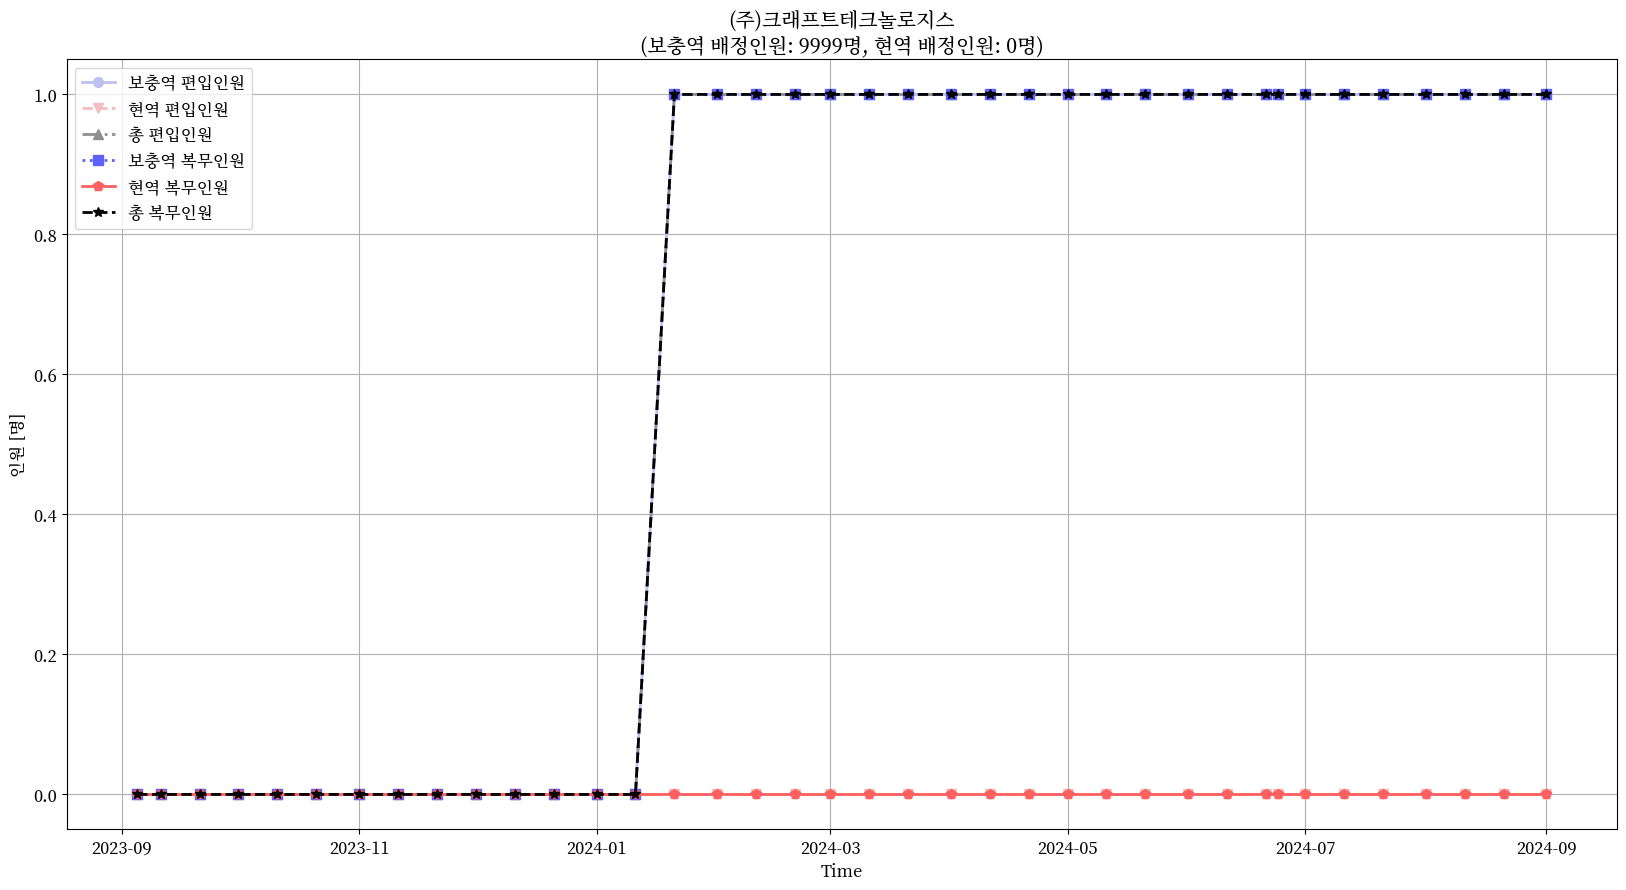 (주)크래프트테크놀로지스
(보충역 배정인원: 9999명, 현역 배정인원: 0명)
보충역 편입인원
현역 편입인원
총 편입인원
보충역 복무인원
현역 복무인원
총 복무인원
1.0
0.8
0.6
0.4
0.2
0.0
인원 [명]
2023-09
2023-11
2024-01
2024-03
2024-05
2024-07
2024-09
Time